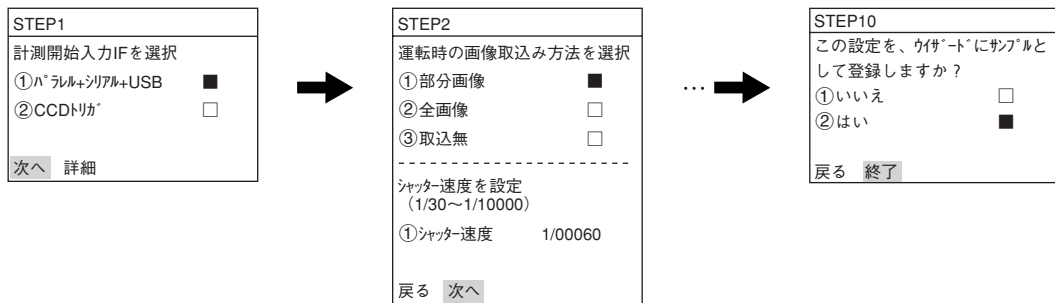 STEP1
計測開始入力IFを選択
①ﾊﾟﾗﾚﾙ+ｼﾘｱﾙ+USB ■
②CCDﾄﾘｶﾞ □
次へ 詳細
STEP2
運転時の画像取込み方法を選択
①部分画像 ■
②全画像 □
③取込無 □
ｼｬｯﾀｰ速度を設定
（1/30～1/10000）
①ｼｬｯﾀｰ速度 1/00060
戻る 次へ
…
STEP10
この設定を、ｳｲｻﾞｰﾄﾞにｻﾝﾌﾟﾙと
して登録しますか？
①いいえ □
②はい ■
戻る 終了